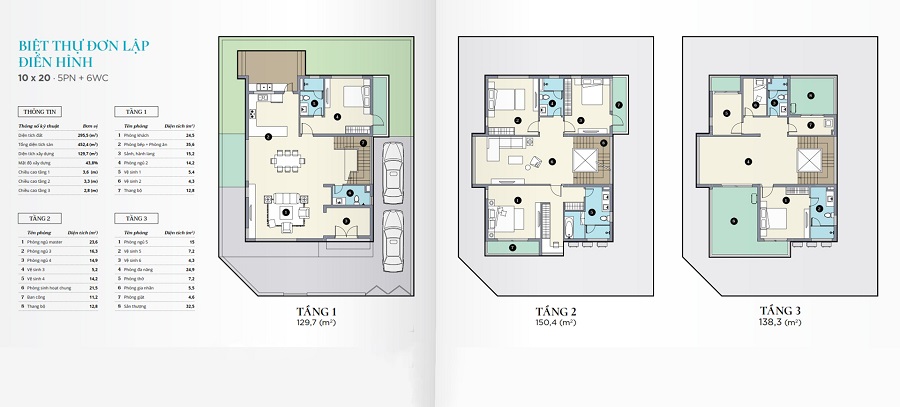 BIỆT THỰ ĐƠN LẬP
ĐIỂN HÌNH
10 x 20 - 5PN + 6WC
THÔNG TIN
Thông số kỹ thuật Đơn vị
Diện tích đất 295,5 (m²)
Tổng diện tích sàn 452,4 (m²)
Diện tích xây dựng 129,7 (m²)
Mật độ xây dựng 43,8%
Chiều cao tầng 1 3,6 (m)
Chiều cao tầng 2 3,3 (m)
Chiều cao tầng 3 2,8 (m)
TẦNG 1
Tên phòng Diện tích (m²)
1 Phòng khách 24,5
2 Phòng bếp + Phòng ăn 35,6
3 Sảnh, hành lang 15,2
4 Phòng ngủ 2 14,2
5 Vệ sinh 1 5,4
6 Vệ sinh 2 4,3
7 Thang bộ 12,8
TẦNG 2
Tên phòng Diện tích (m²)
1 Phòng ngủ master 23,6
2 Phòng ngủ 3 16,3
3 Phòng ngủ 4 14,9
4 Vệ sinh 3 5,2
5 Vệ sinh 4 14,2
6 Phòng sinh hoạt chung 21,5
7 Ban công 11,2
8 Thang bộ 12,8
TẦNG 3
Tên phòng Diện tích (m²)
1 Phòng ngủ 5 15
2 Vệ sinh 5 7,2
3 Vệ sinh 6 4,3
4 Phòng đa năng 24,9
5 Phòng thờ 7,2
6 Phòng gia nhân 5,5
7 Phòng giặt 4,6
8 Sân thượng 32,5
TẦNG 1
129,7 (m²)
TẦNG 2
150,4 (m²)
TẦNG 3
138,3 (m²)